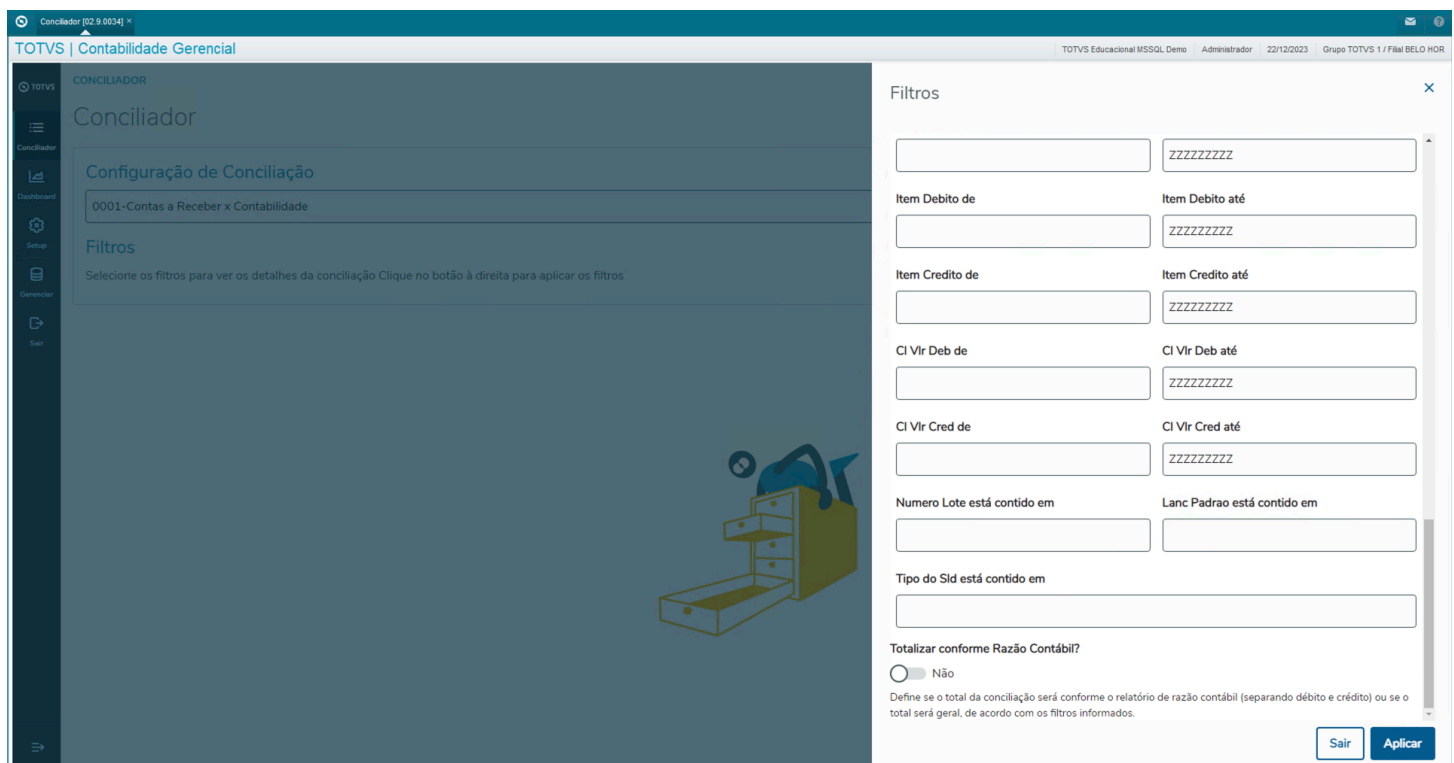 Conciliador [02.9.0034] ×
TOTVS | Contabilidade Gerencial
TOTVS Educacional MSSQL Demo Administrador 22/12/2023 Grupo TOTVS 1 / Filial BELO HOR
TOTVS
Conciliador
Dashboard
Setup
Gerenciar
Sair
CONCILIADOR
Conciliador
Configuração de Conciliação
0001-Contas a Receber x Contabilidade
Filtros
Selecione os filtros para ver os detalhes da conciliação Clique no botão à direita para aplicar os filtros
Filtros
ZZZZZZZZZ
Item Debito de Item Debito até
ZZZZZZZZZ
Item Credito de Item Credito até
ZZZZZZZZZ
Cl Vlr Deb de Cl Vlr Deb até
ZZZZZZZZZ
Cl Vlr Cred de Cl Vlr Cred até
ZZZZZZZZZ
Numero Lote está contido em Lanc Padrao está contido em
Tipo do Sld está contido em
Totalizar conforme Razão Contábil?
Não
Define se o total da conciliação será conforme o relatório de razão contábil (separando débito e crédito) ou se o
total será geral, de acordo com os filtros informados.
Sair Aplicar